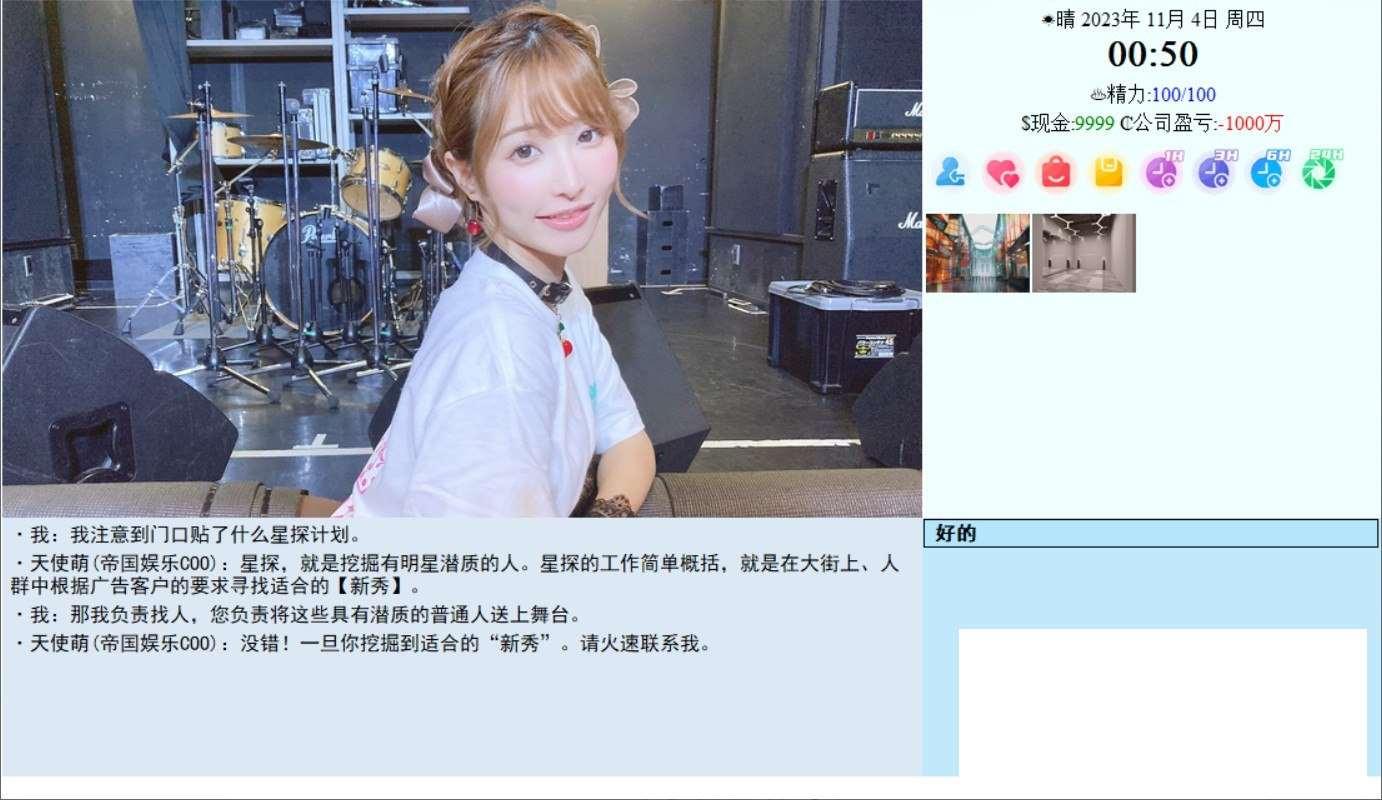 ☀晴 2023年 11月 4日 周四
00:50
♨精力:100/100
$现金:9999 ₡公司盈亏:-1000万
1H
3H
6H
24H
Pearl
Ma
Ma
·我: 我注意到门口贴了什么星探计划。
·天使萌(帝国娱乐COO): 星探，就是挖掘有明星潜质的人。星探的工作简单概括，就是在大街上、人
群中根据广告客户的要求寻找适合的【新秀】。
·我: 那我负责找人，您负责将这些具有潜质的普通人送上舞台。
·天使萌(帝国娱乐COO): 没错！一旦你挖掘到适合的“新秀”。请火速联系我。
好的